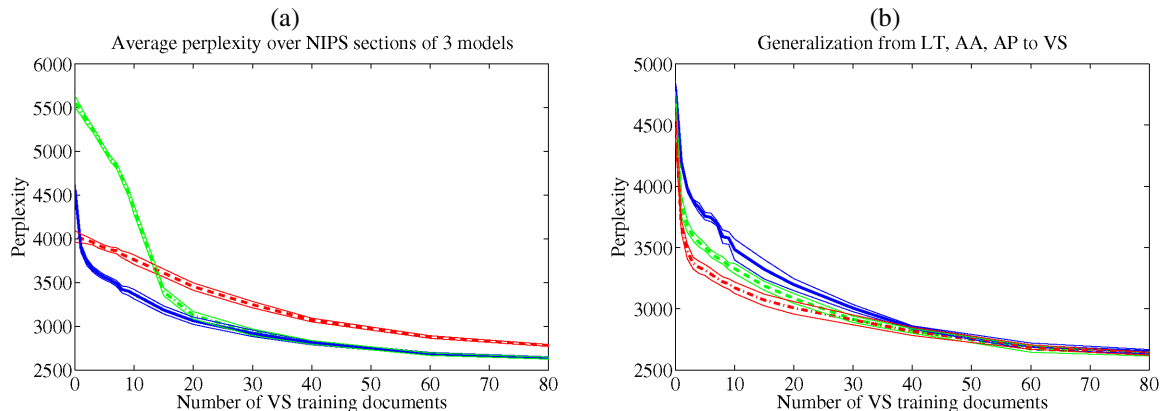 (a)
Average perplexity over NIPS sections of 3 models
6000
5500
5000
4500
4000
3500
3000
2500
Perplexity
0 10 20 30 40 50 60 70 80
Number of VS training documents
(b)
Generalization from LT, AA, AP to VS
5000
4500
4000
3500
3000
2500
Perplexity
0 10 20 30 40 50 60 70 80
Number of VS training documents